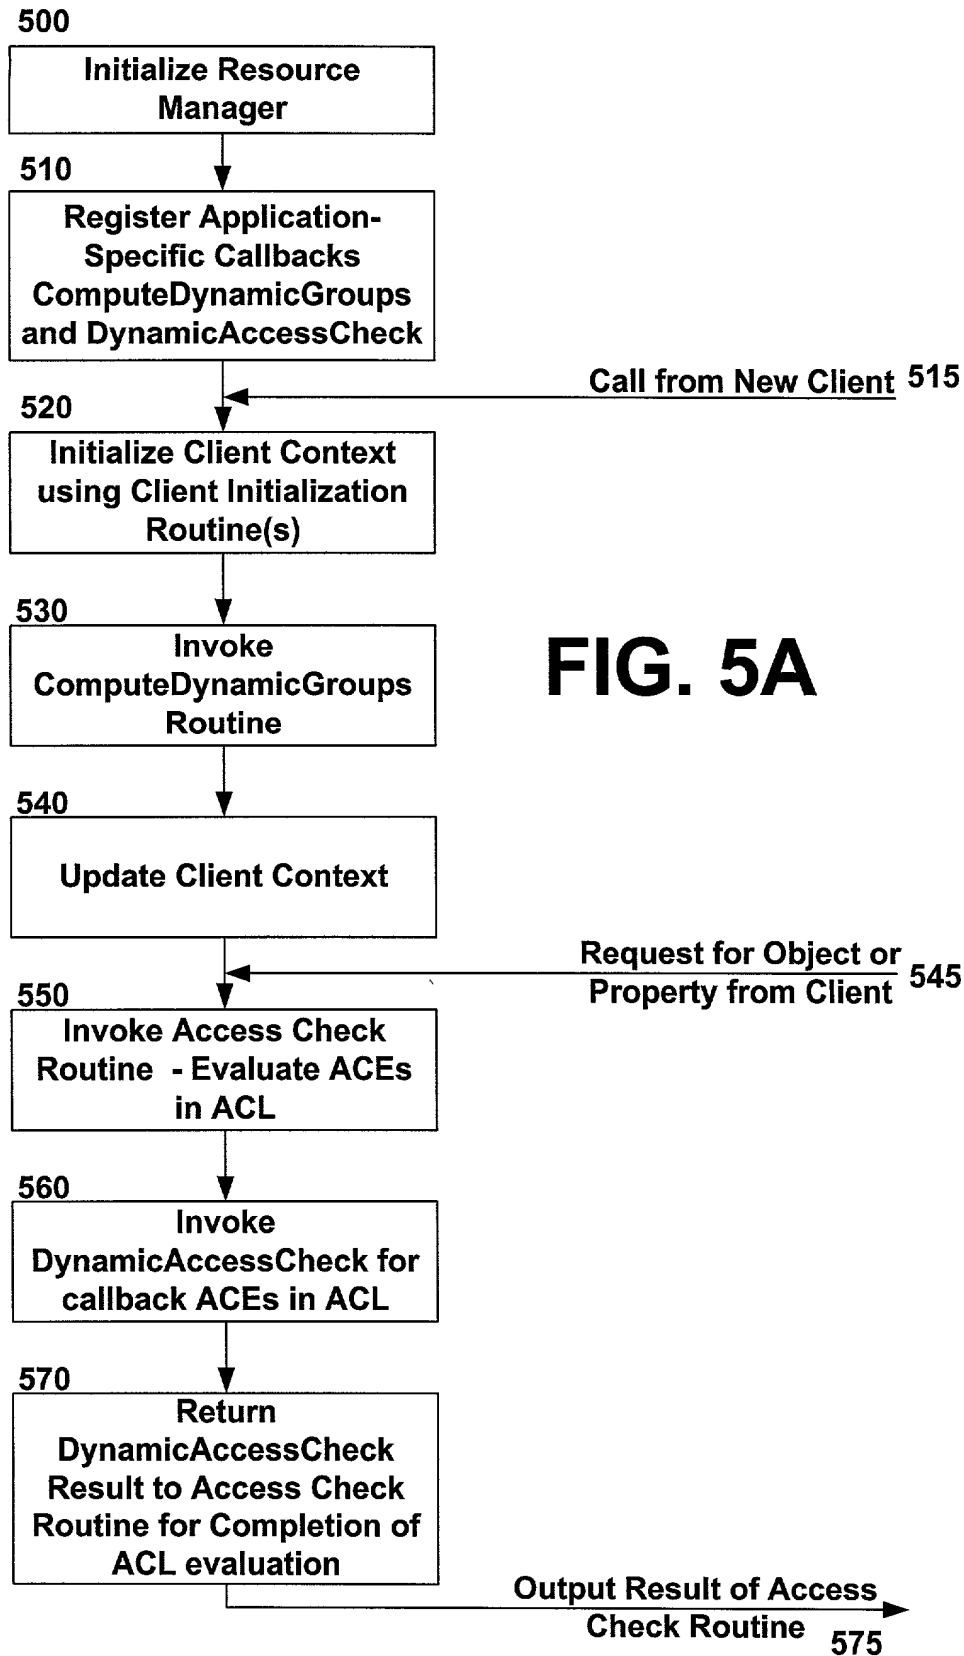 500
Initialize Resource
Manager
510
Register Application-
Specific Callbacks
ComputeDynamicGroups
and DynamicAccessCheck
Call from New Client 515
520
Initialize Client Context
using Client Initialization
Routine(s)
530
Invoke
ComputeDynamicGroups
Routine
FIG. 5A
540
Update Client Context
Request for Object or
Property from Client 545
550
Invoke Access Check
Routine - Evaluate ACEs
in ACL
560
Invoke
DynamicAccessCheck for
callback ACEs in ACL
570
Return
DynamicAccessCheck
Result to Access Check
Routine for Completion of
ACL evaluation
Output Result of Access
Check Routine 575